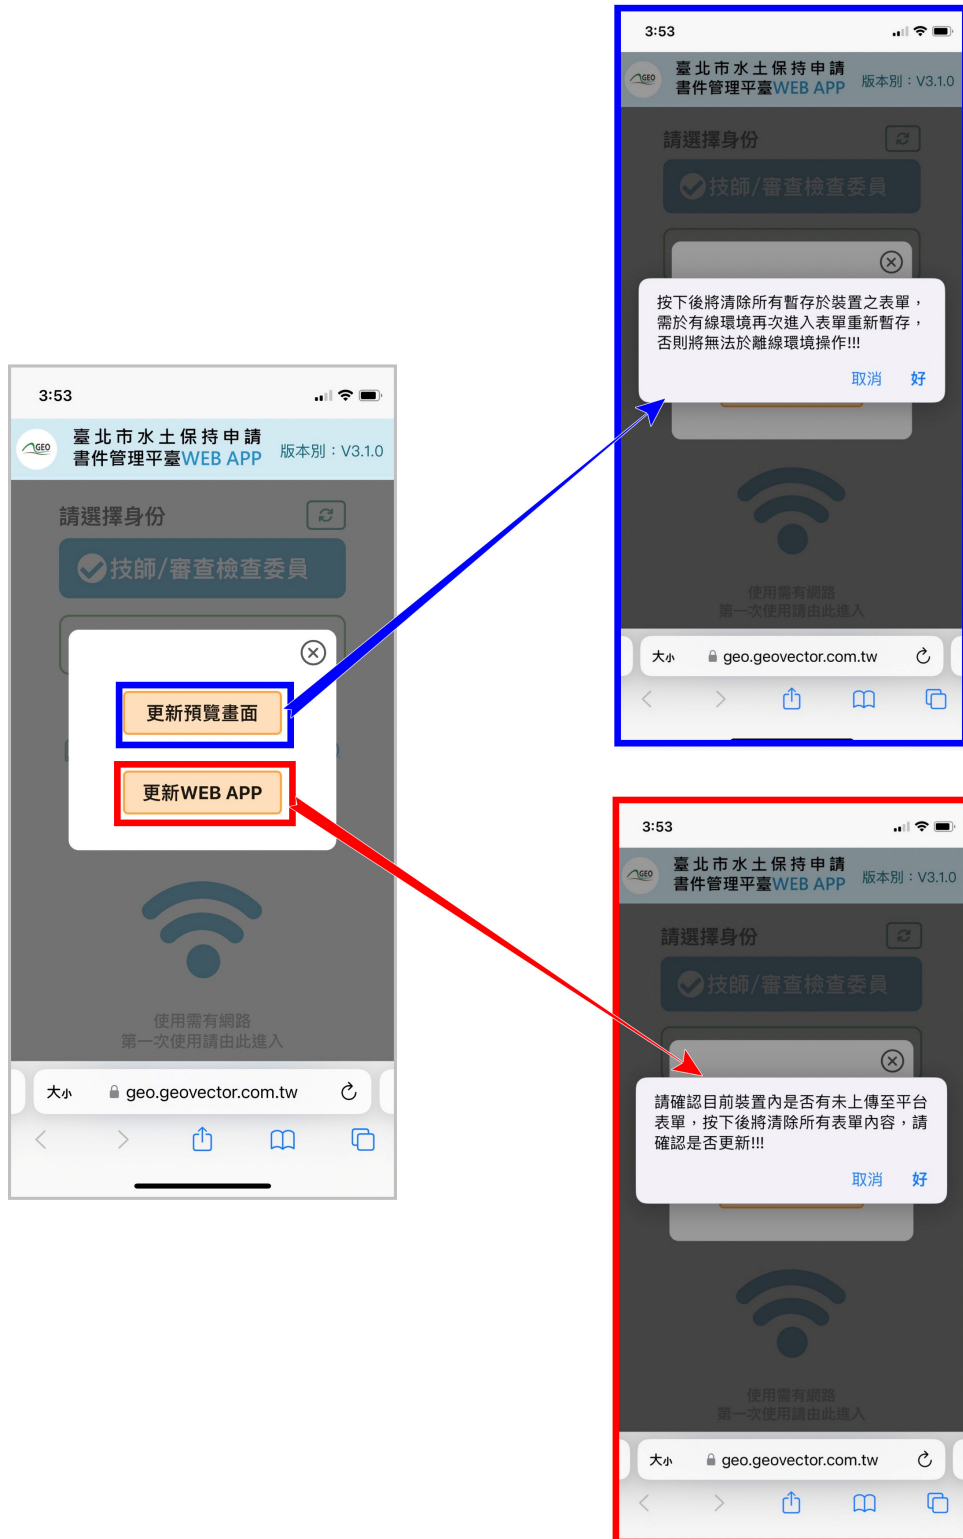 3:53
GEO
臺北市水土保持申請
書件管理平臺WEB APP
版本別：V3.1.0
請選擇身份
技師/審查檢查委員
更新預覽畫面
更新WEB APP
使用需有網路
第一次使用請由此進入
大小
geo.geovector.com.tw
3:53
GEO
臺北市水土保持申請
書件管理平臺WEB APP
版本別：V3.1.0
請選擇身份
技師/審查檢查委員
按下後將清除所有暫存於裝置之表單，
需於有線環境再次進入表單重新暫存，
否則將無法於離線環境操作!!!
取消 好
使用需有網路
第一次使用請由此進入
大小
geo.geovector.com.tw
3:53
GEO
臺北市水土保持申請
書件管理平臺WEB APP
版本別：V3.1.0
請選擇身份
技師/審查檢查委員
請確認目前裝置內是否有未上傳至平台
表單，按下後將清除所有表單內容，請
確認是否更新!!!
取消 好
使用需有網路
第一次使用請由此進入
大小
geo.geovector.com.tw